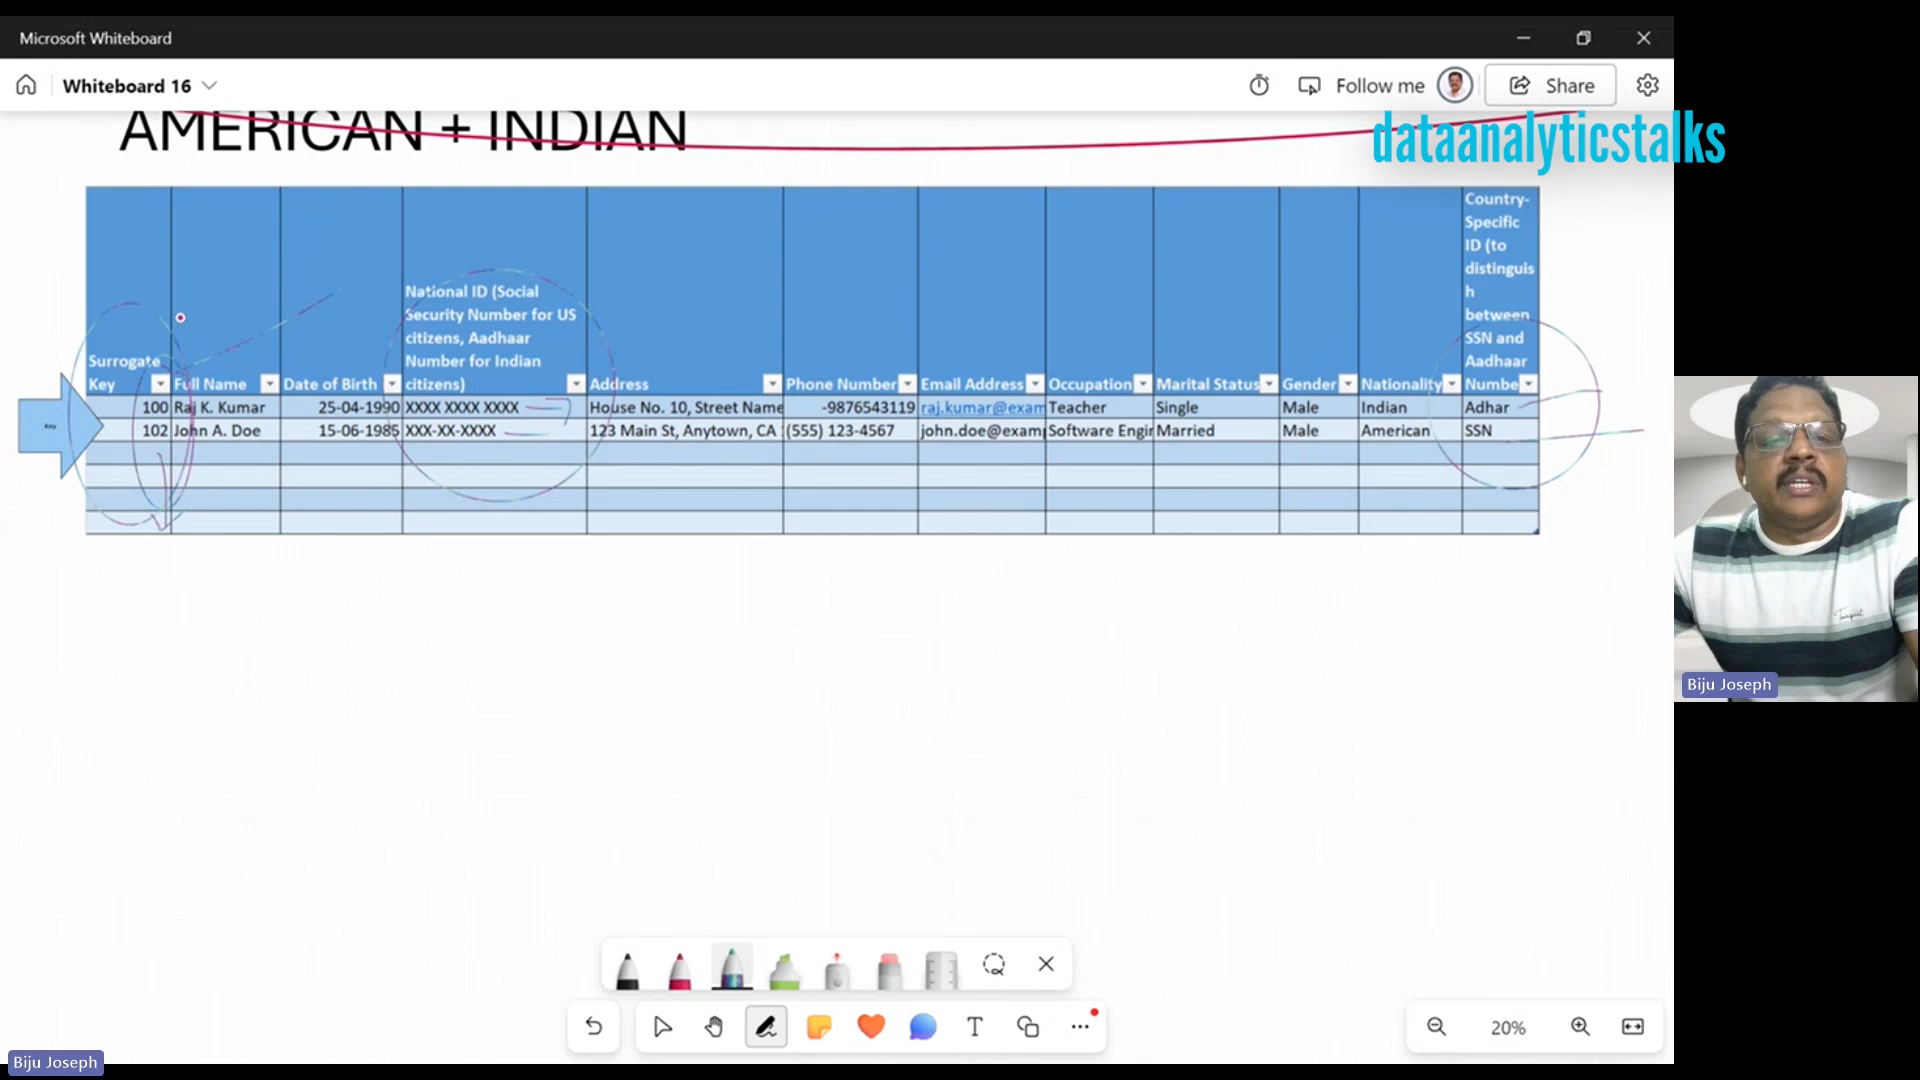 Microsoft Whiteboard
Whiteboard 16
Follow me
Share
AMERICAN + INDIAN
dataanalyticstalks
Surrogate Key
Full Name
Date of Birth
National ID (Social
Security Number for US
citizens, Aadhaar
Number for Indian
citizens)
Address
Phone Number
Email Address
Occupation
Marital Status
Gender
Nationality
Country-
Specific
ID (to
distinguis
h
between
SSN and
Aadhaar
Numbe
Key
100 Raj K. Kumar 25-04-1990 XXXX XXXX XXXX House No. 10, Street Name -9876543119 raj.kumar@exam Teacher Single Male Indian Adhar
102 John A. Doe 15-06-1985 XXX-XX-XXXX 123 Main St, Anytown, CA (555) 123-4567 john.doe@examp Software Engir Married Male American SSN
Biju Joseph
20%
Biju Joseph